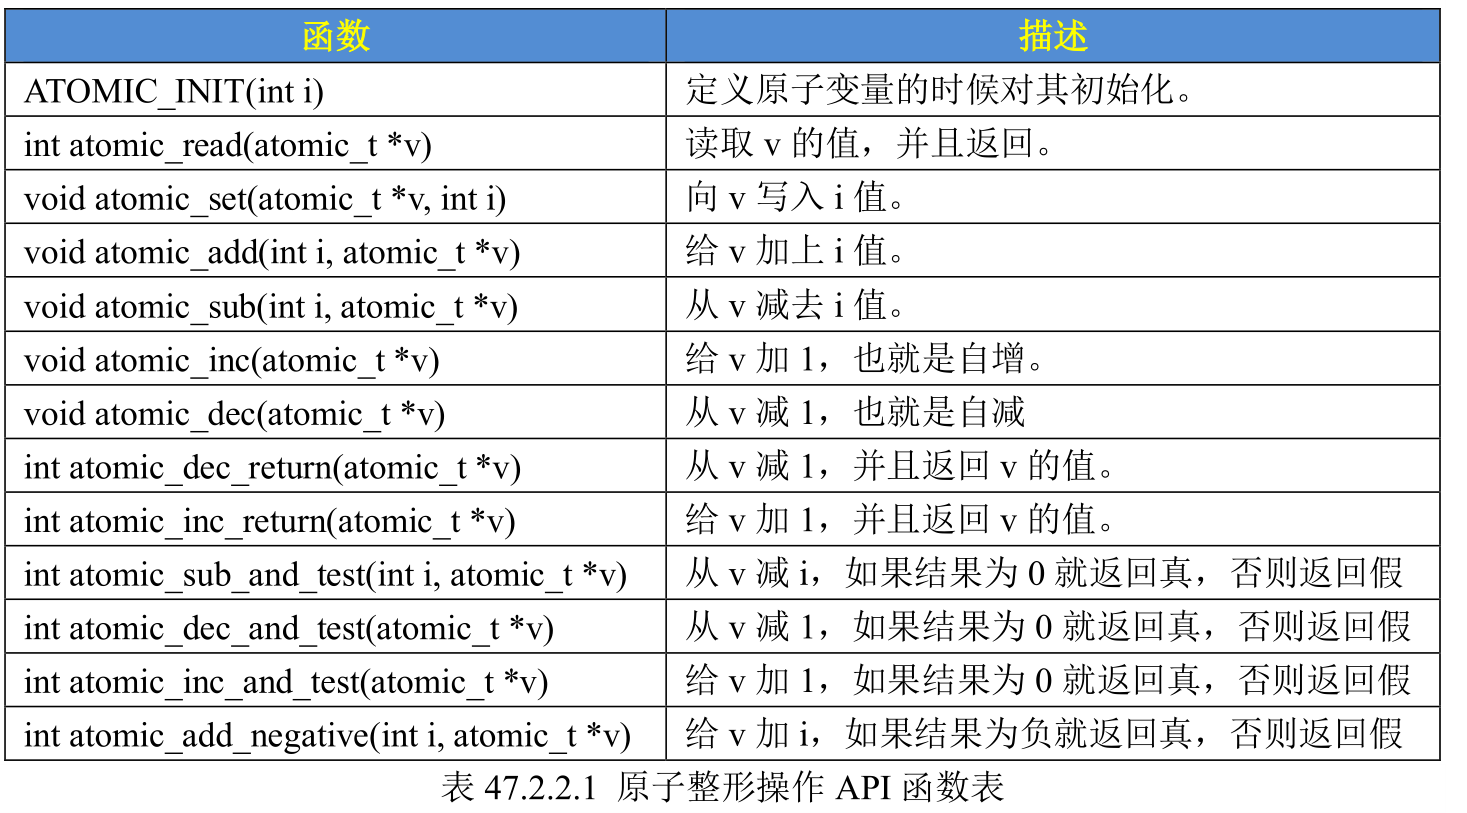 函数 描述
ATOMIC_INIT(int i) 定义原子变量的时候对其初始化。
int atomic_read(atomic_t *v) 读取 v 的值，并且返回。
void atomic_set(atomic_t *v, int i) 向 v 写入 i 值。
void atomic_add(int i, atomic_t *v) 给 v 加上 i 值。
void atomic_sub(int i, atomic_t *v) 从 v 减去 i 值。
void atomic_inc(atomic_t *v) 给 v 加 1，也就是自增。
void atomic_dec(atomic_t *v) 从 v 减 1，也就是自减
int atomic_dec_return(atomic_t *v) 从 v 减 1，并且返回 v 的值。
int atomic_inc_return(atomic_t *v) 给 v 加 1，并且返回 v 的值。
int atomic_sub_and_test(int i, atomic_t *v) 从 v 减 i，如果结果为 0 就返回真，否则返回假
int atomic_dec_and_test(atomic_t *v) 从 v 减 1，如果结果为 0 就返回真，否则返回假
int atomic_inc_and_test(atomic_t *v) 给 v 加 1，如果结果为 0 就返回真，否则返回假
int atomic_add_negative(int i, atomic_t *v) 给 v 加 i，如果结果为负就返回真，否则返回假
表 47.2.2.1 原子整形操作 API 函数表